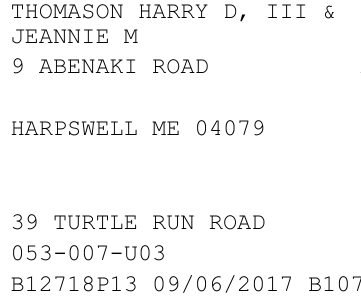 THOMASON HARRY D, III &
JEANNIE M
9 ABENAKI ROAD
HARPSWELL ME 04079
39 TURTLE RUN ROAD
053-007-U03
B12718P13 09/06/2017 B107